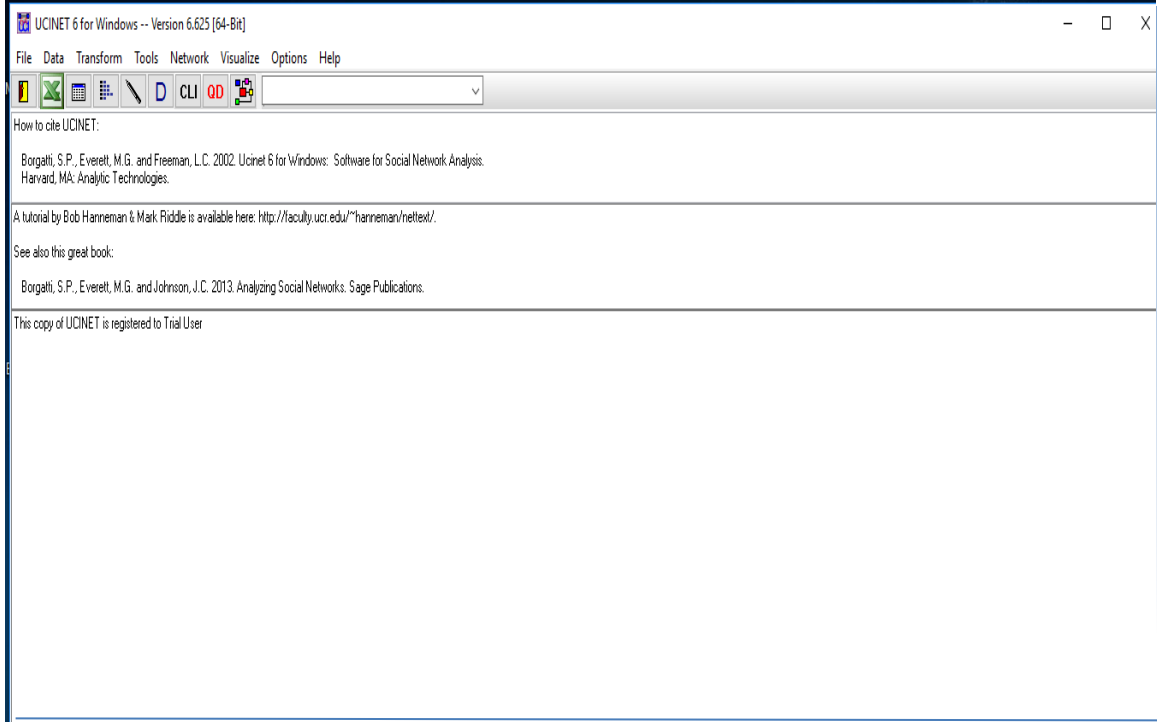 UCINET 6 for Windows -- Version 6.625 [64-Bit]
File Data Transform Tools Network Visualize Options Help
D CLI QD
How to cite UCINET:
Borgatti, S.P., Everett, M.G. and Freeman, L.C. 2002. Ucinet 6 for Windows: Software for Social Network Analysis.
Harvard, MA: Analytic Technologies.
A tutorial by Bob Hanneman & Mark Riddle is available here: http://faculty.ucr.edu/~hanneman/nettext/.
See also this great book:
Borgatti, S.P., Everett, M.G. and Johnson, J.C. 2013. Analyzing Social Networks. Sage Publications.
This copy of UCINET is registered to Trial User